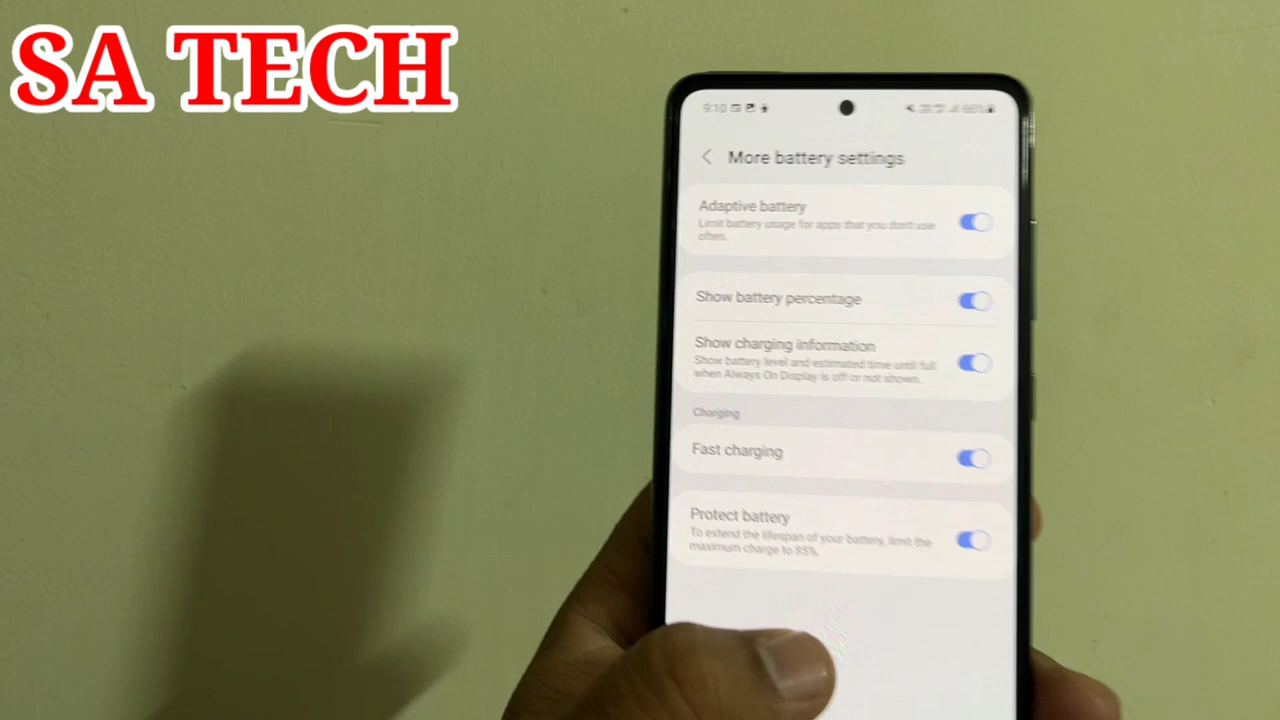 SA TECH
9:10
66%
More battery settings
Adaptive battery
Limit battery usage for apps that you don't use
often.
Show battery percentage
Show charging information
Show battery level and estimated time until full
when Always On Display is off or not shown.
Charging
Fast charging
Protect battery
To extend the lifespan of your battery, limit the
maximum charge to 85%.